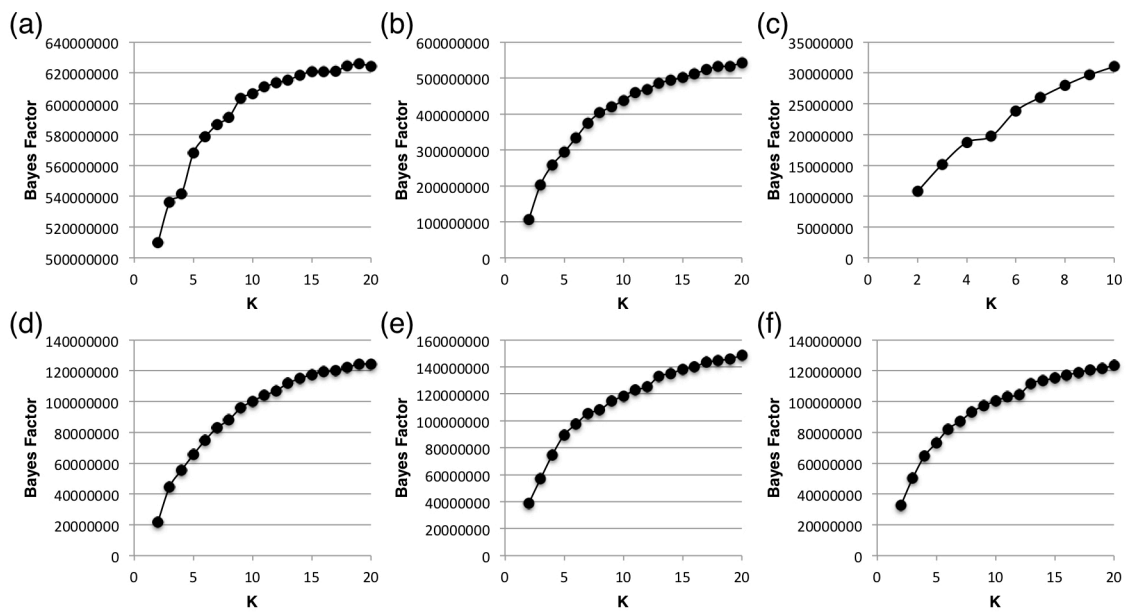 (a)
Bayes Factor
640000000
620000000
600000000
580000000
560000000
540000000
520000000
500000000
0 5 10 15 20
K
(b)
Bayes Factor
600000000
500000000
400000000
300000000
200000000
100000000
0
0 5 10 15 20
K
(c)
Bayes Factor
35000000
30000000
25000000
20000000
15000000
10000000
5000000
0
0 2 4 6 8 10
K
(d)
Bayes Factor
140000000
120000000
100000000
80000000
60000000
40000000
20000000
0
0 5 10 15 20
K
(e)
Bayes Factor
160000000
140000000
120000000
100000000
80000000
60000000
40000000
20000000
0
0 5 10 15 20
K
(f)
Bayes Factor
140000000
120000000
100000000
80000000
60000000
40000000
20000000
0
0 5 10 15 20
K